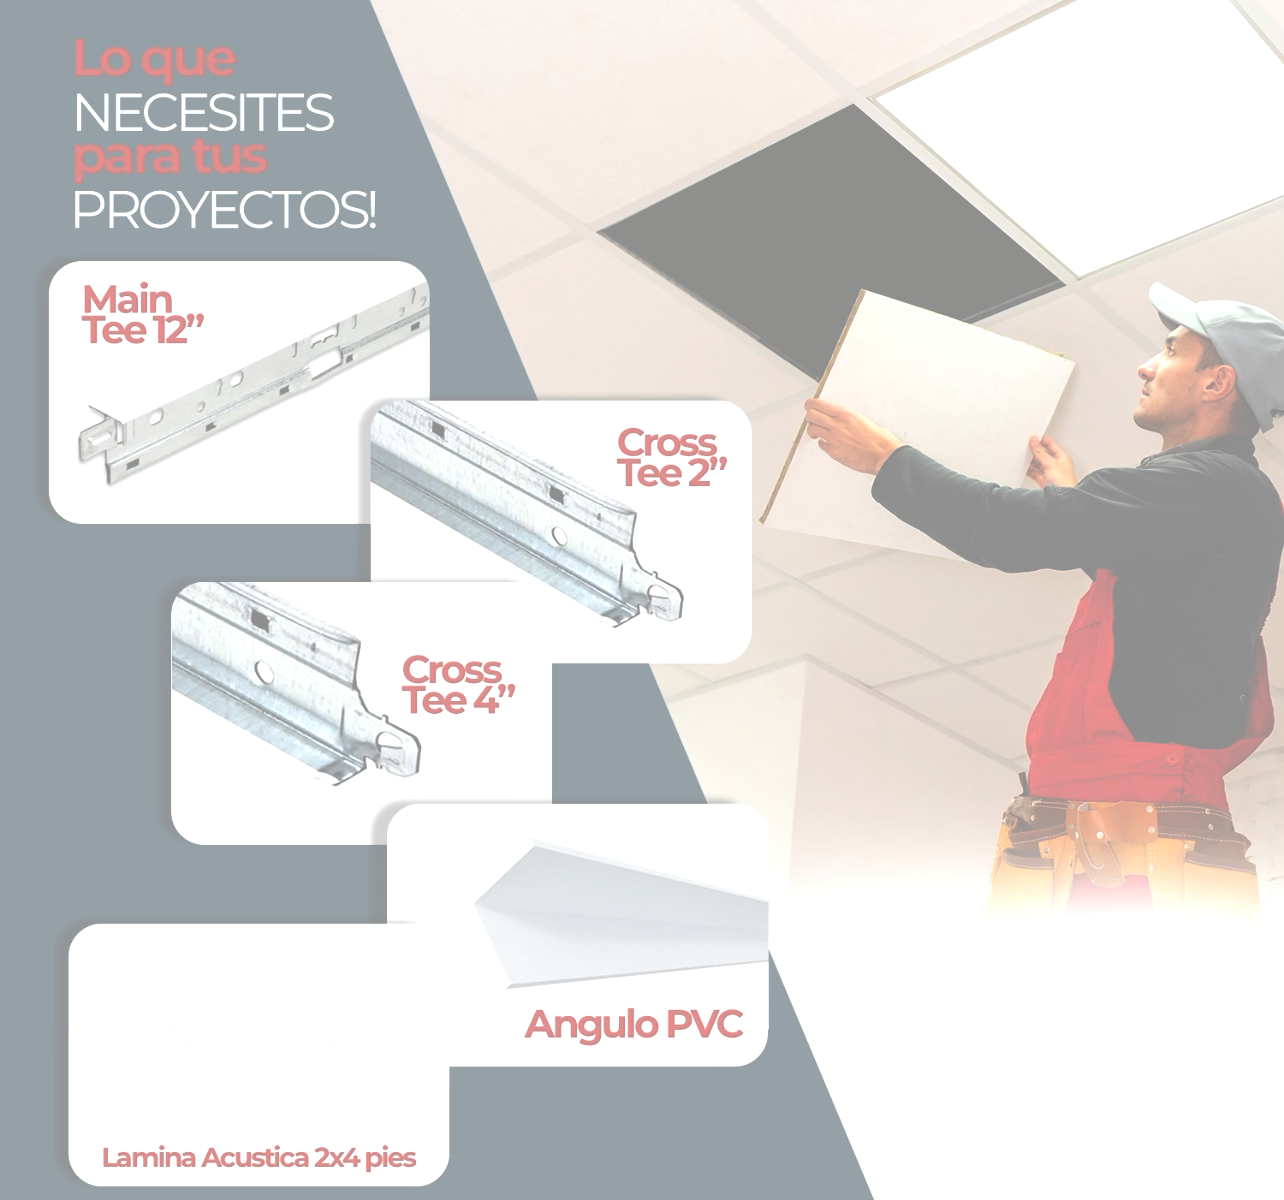 Lo que
NECESITES
para tus
PROYECTOS!
Main
Tee 12”
Cross
Tee 2”
Cross
Tee 4”
Angulo PVC
Lamina Acustica 2x4 pies